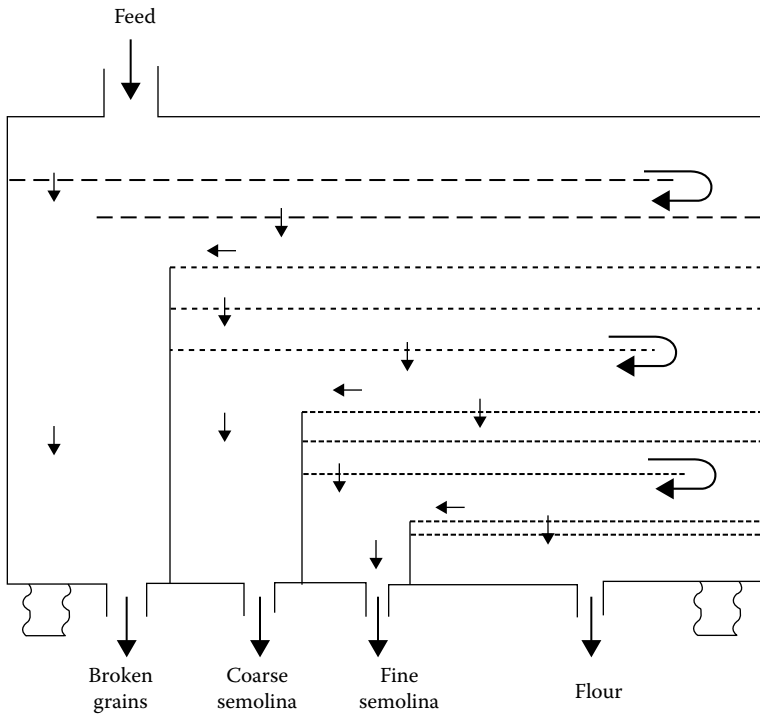 Feed
Broken
grains
Coarse
semolina
Fine
semolina
Flour